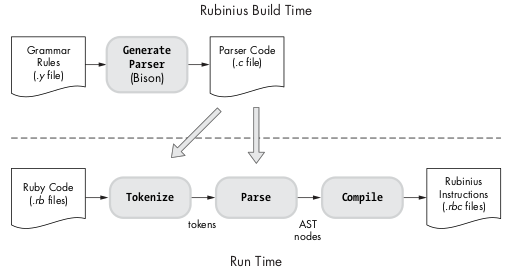 Rubinius Build Time
Grammar
Rules
(.y file)
Generate
Parser
(Bison)
Parser Code
(.c file)
Ruby Code
(.rb files)
Tokenize
tokens
Parse
AST
nodes
Compile
Rubinius
Instructions
(.rbc files)
Run Time